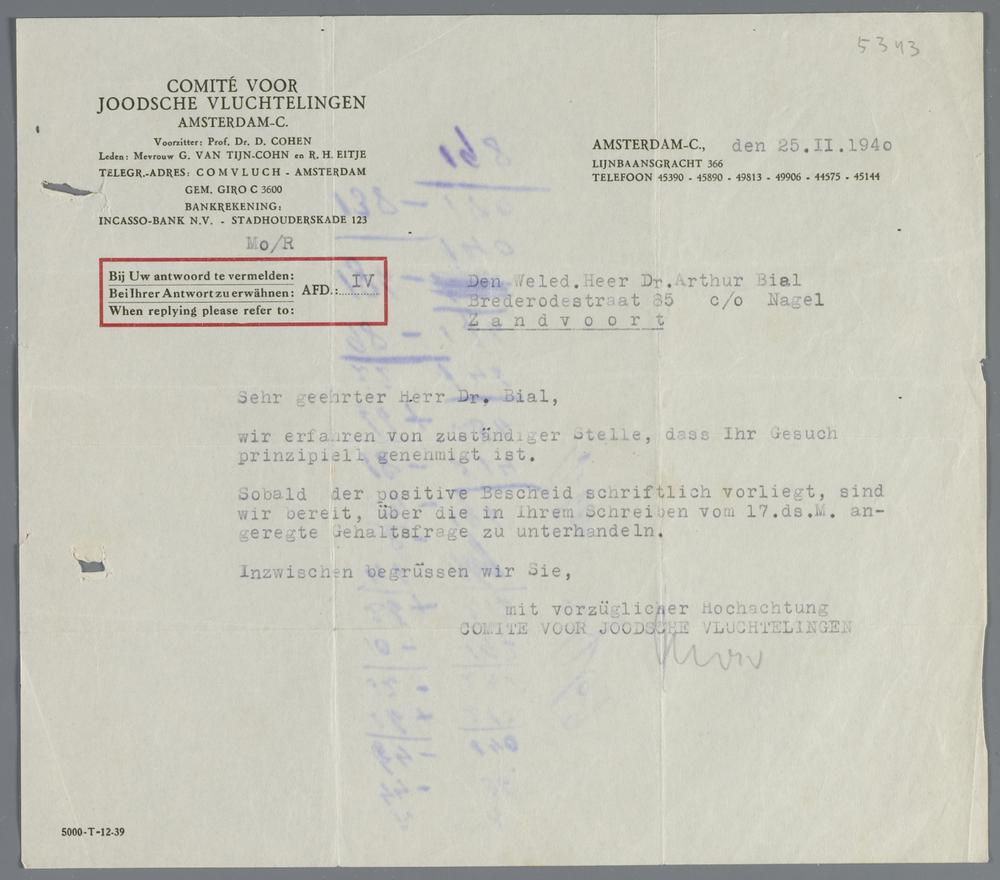 5343
COMITÉ VOOR
JOODSCHE VLUCHTELINGEN
AMSTERDAM-C.
Voorzitter: Prof. Dr. D. COHEN
Leden: Mevrouw G. VAN TIJN-COHN en R. H. EITJE
TELEGR.-ADRES: COMVLUCH - AMSTERDAM
GEM. GIRO C 3600
BANKREKENING:
INCASSO-BANK N.V. - STADHOUDERSKADE 123
Mo/R
AMSTERDAM-C., den 25.II.1940
LIJNBAANSGRACHT 366
TELEFOON 45390 - 45890 - 49813 - 49906 - 44575 - 45144
Bij Uw antwoord te vermelden:
Bei Ihrer Antwort zu erwähnen: AFD.: IV
When replying please refer to:
Den Weled.Heer Dr.Arthur Bial
Brederodestraat 85 c/o Nagel
Z a n d v o o r t
Sehr geehrter Herr Dr. Bial,
wir erfahren von zuständiger Stelle, dass Ihr Gesuch
prinzipiell genehmigt ist.
Sobald der positive Bescheid schriftlich vorliegt, sind
wir bereit, über die in Ihrem Schreiben vom 17.ds.M. an-
geregte Gehaltsfrage zu unterhandeln.
Inzwischen begrüssen wir Sie,
mit vorzüglicher Hochachtung
COMITE VOOR JOODSCHE VLUCHTELINGEN
5000-T-12-39